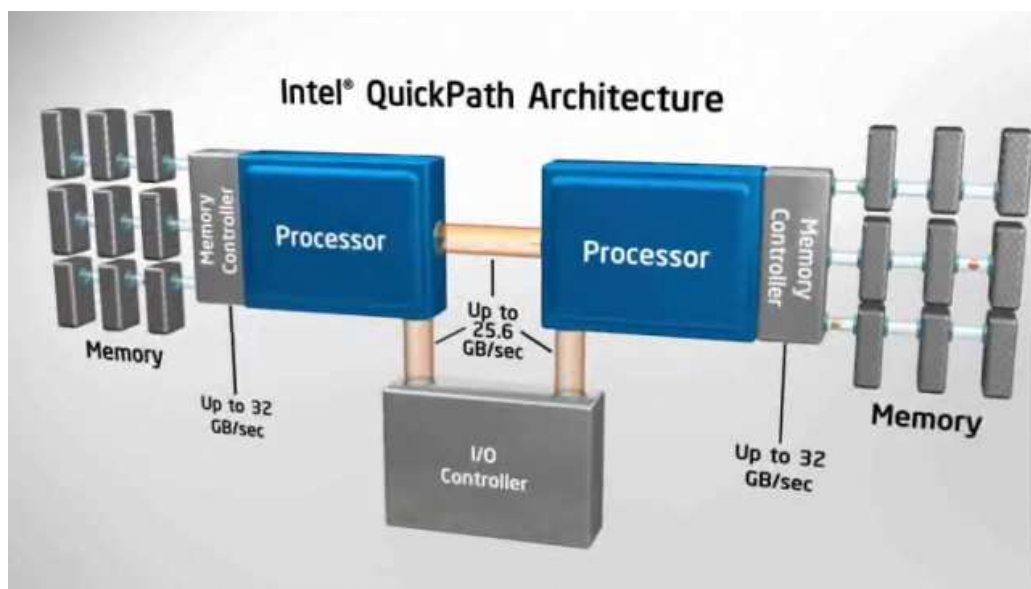 Intel® QuickPath Architecture
Memory
Controller
Processor
Processor
Memory
Controller
Up to
25.6
GB/sec
Memory
Up to 32
GB/sec
I/O
Controller
Memory
Up to 32
GB/sec